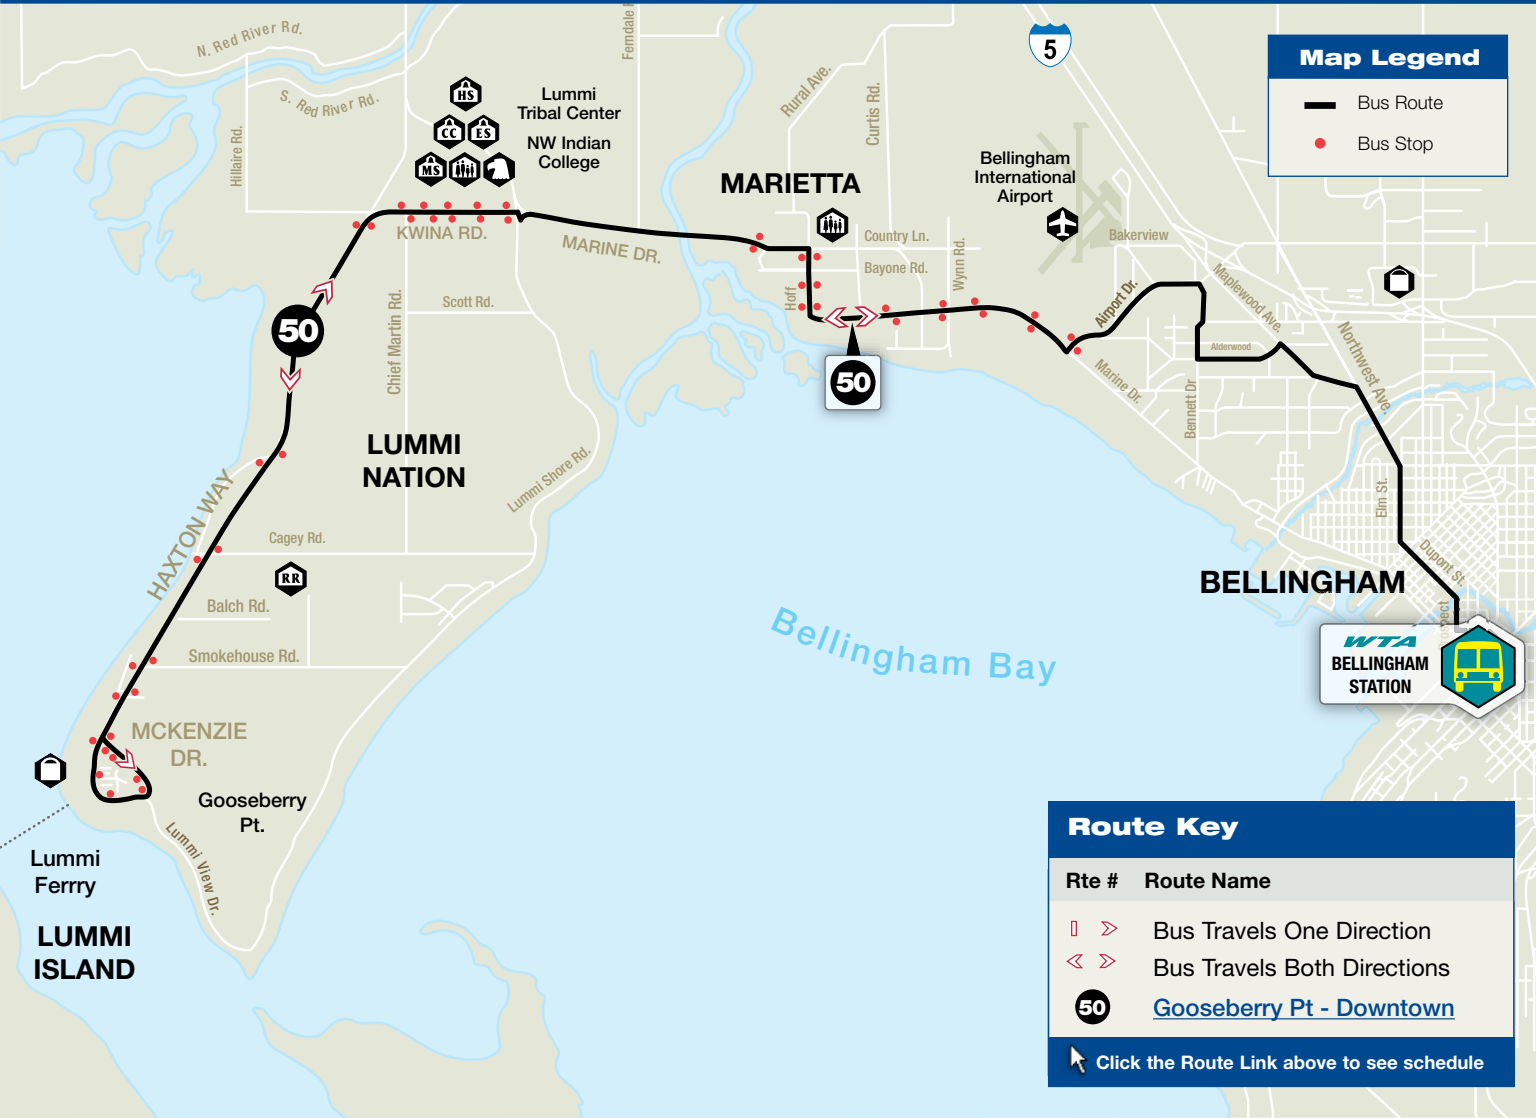 N. Red River Rd.
S. Red River Rd.
Hillaire Rd.
Ferndale R
HS
CC
ES
MS
Lummi
Tribal Center
NW Indian
College
Rural Ave.
Curtis Rd.
5
Map Legend
Bus Route
Bus Stop
MARIETTA
Bellingham
International
Airport
KWINA RD.
MARINE DR.
Country Ln.
Bayone Rd.
Wynn Rd.
Hoff
Bakerview
Airport Dr.
Maplewood Ave.
Northwest Ave.
Alderwood
Marine Dr.
Bennett Dr
50
50
Scott Rd.
Chief Martin Rd.
LUMMI
NATION
Lummi Shore Rd.
HAXTON WAY
Cagey Rd.
RR
Balch Rd.
Smokehouse Rd.
Elm St.
Dupont St.
BELLINGHAM
ospect
WTA
BELLINGHAM
STATION
Bellingham Bay
MCKENZIE
DR.
Gooseberry
Pt.
Lummi View Dr.
Lummi
Ferrry
LUMMI
ISLAND
Route Key
Rte # Route Name
Bus Travels One Direction
Bus Travels Both Directions
50 Gooseberry Pt - Downtown
Click the Route Link above to see schedule